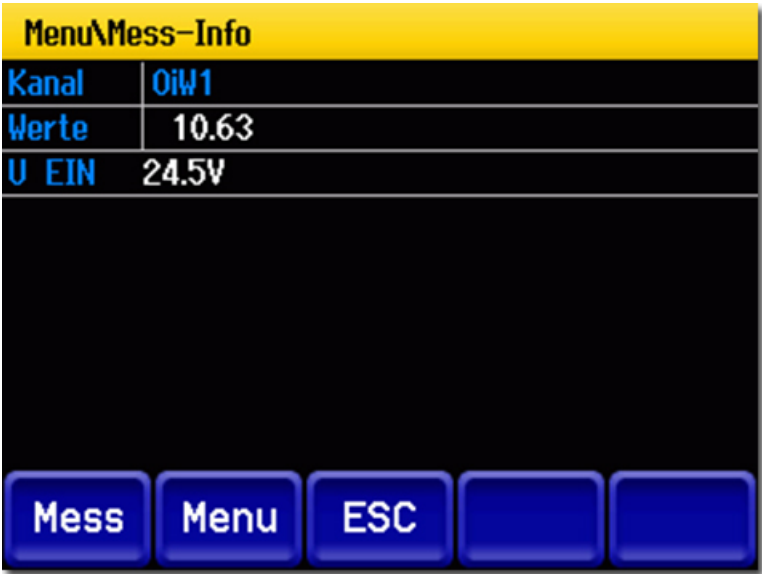 Menu\Mess-Info
Kanal OiW1
Werte 10.63
U EIN 24.5V
Mess Menu ESC